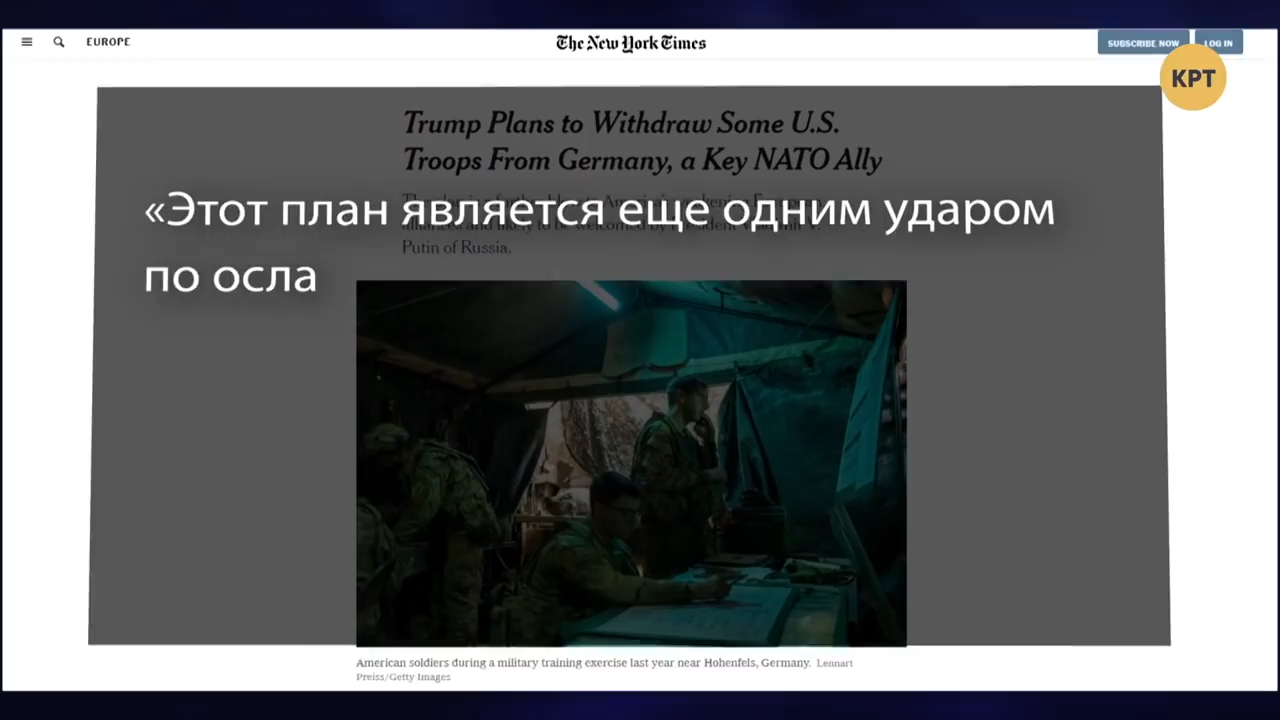 EUROPE
The New York Times
SUBSCRIBE NOW
LOG IN
КРТ
Trump Plans to Withdraw Some U.S.
Troops From Germany, a Key NATO Ally
«Этот план является еще одним ударом
Putin of Russia.
по осла
American soldiers during a military training exercise last year near Hohenfels, Germany. Lennart
Preiss/Getty Images